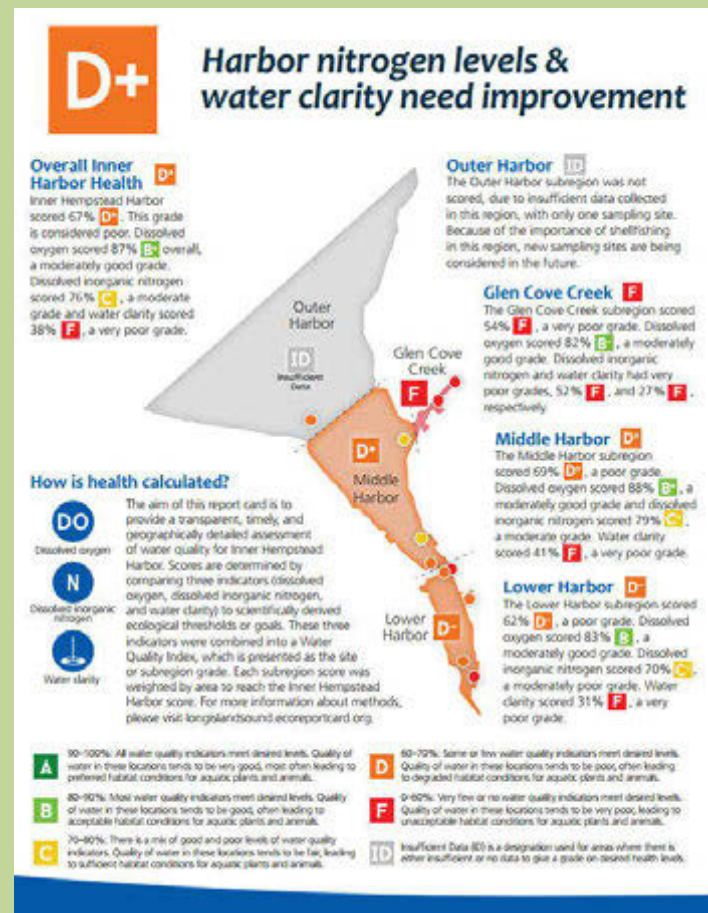 D+
Harbor nitrogen levels &
water clarity need improvement
Overall Inner
Harbor Health D+
Inner Hempstead Harbor
scored 67% D+. This grade
is considered poor. Dissolved
oxygen scored 87% B+ overall,
a moderately good grade.
Dissolved inorganic nitrogen
scored 76% C, a moderate
grade and water clarity scored
38% F, a very poor grade.
Outer Harbor ID
The Outer Harbor subregion was not
scored, due to insufficient data collected
in this region, with only one sampling site.
Because of the importance of shellfishing
in this region, new sampling sites are being
considered in the future.
Outer
Harbor
ID
Insufficient
Data
Glen Cove
Creek
F
Glen Cove Creek F
The Glen Cove Creek subregion scored
54% F, a very poor grade. Dissolved
oxygen scored 82% B-, a moderately
good grade. Dissolved inorganic
nitrogen and water clarity had very
poor grades, 52% F, and 27% F,
respectively.
D+
Middle
Harbor
Middle Harbor D+
The Middle Harbor subregion
scored 69% D+, a poor grade.
Dissolved oxygen scored 88% B+, a
moderately good grade and dissolved
inorganic nitrogen scored 79% C+,
a moderate grade. Water clarity
scored 41% F, a very poor grade.
How is health calculated?
DO
Dissolved oxygen
N
Dissolved inorganic
nitrogen
Water clarity
The aim of this report card is to
provide a transparent, timely, and
geographically detailed assessment
of water quality for Inner Hempstead
Harbor. Scores are determined by
comparing three indicators (dissolved
oxygen, dissolved inorganic nitrogen,
and water clarity) to scientifically derived
ecological thresholds or goals. These three
indicators were combined into a Water
Quality Index, which is presented as the site
or subregion grade. Each subregion score was
weighted by area to reach the Inner Hempstead
Harbor score. For more information about methods,
please visit longislandsound.ecoreportcard.org.
Lower
Harbor
D-
Lower Harbor D-
The Lower Harbor subregion scored
62% D-, a poor grade. Dissolved
oxygen scored 83% B, a
moderately good grade. Dissolved
inorganic nitrogen scored 70% C-,
a moderately poor grade. Water
clarity scored 31% F, a very
poor grade.
A
90–100%: All water quality indicators meet desired levels. Quality of
water in these locations tends to be very good, most often leading to
preferred habitat conditions for aquatic plants and animals.
B
80–90%: Most water quality indicators meet desired levels. Quality
of water in these locations tends to be good, often leading to
acceptable habitat conditions for aquatic plants and animals.
C
70–80%: There is a mix of good and poor levels of water quality
indicators. Quality of water in these locations tends to be fair, leading
to sufficient habitat conditions for aquatic plants and animals.
D
60–70%: Some or few water quality indicators meet desired levels.
Quality of water in these locations tends to be poor, often leading
to degraded habitat conditions for aquatic plants and animals.
F
0–60%: Very few or no water quality indicators meet desired levels.
Quality of water in these locations tends to be very poor, leading to
unacceptable habitat conditions for aquatic plants and animals.
ID
Insufficient Data (ID) is a designation used for areas where there is
either insufficient or no data to give a grade on desired health levels.